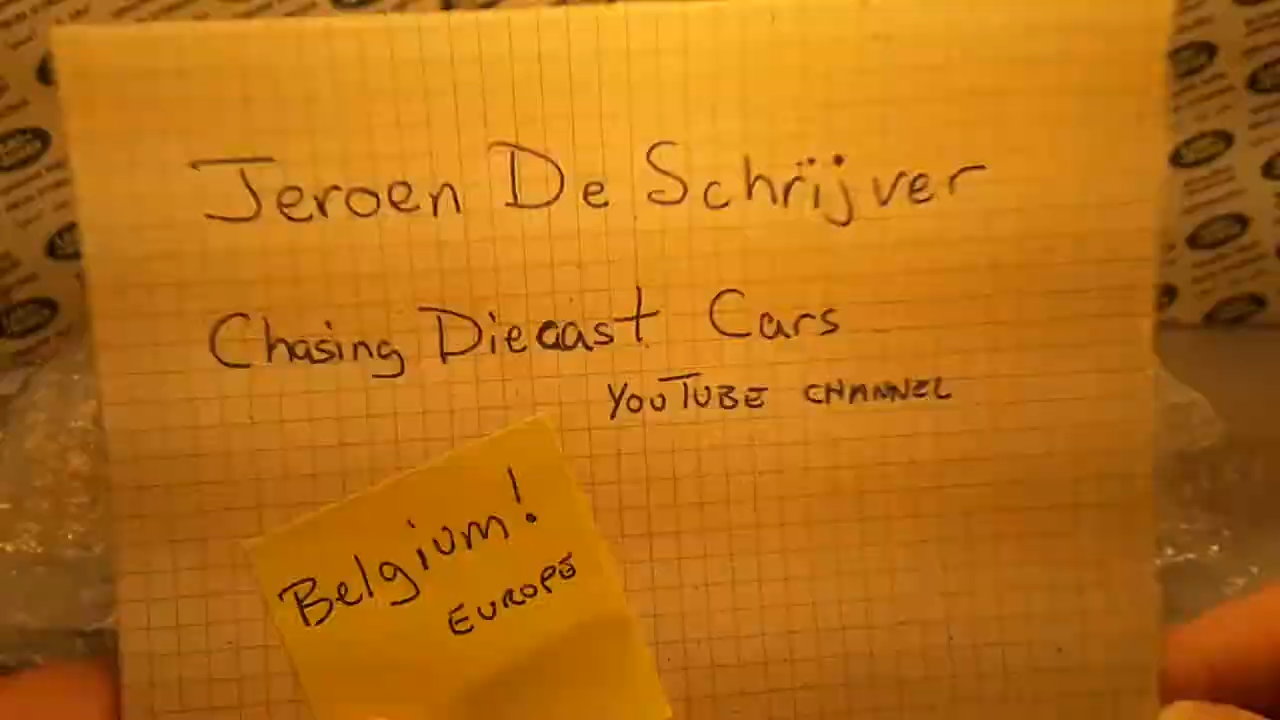 Jeroen De Schrijver
Chasing Diecast Cars
YOUTUBE CHANNEL
Belgium!
EUROPE